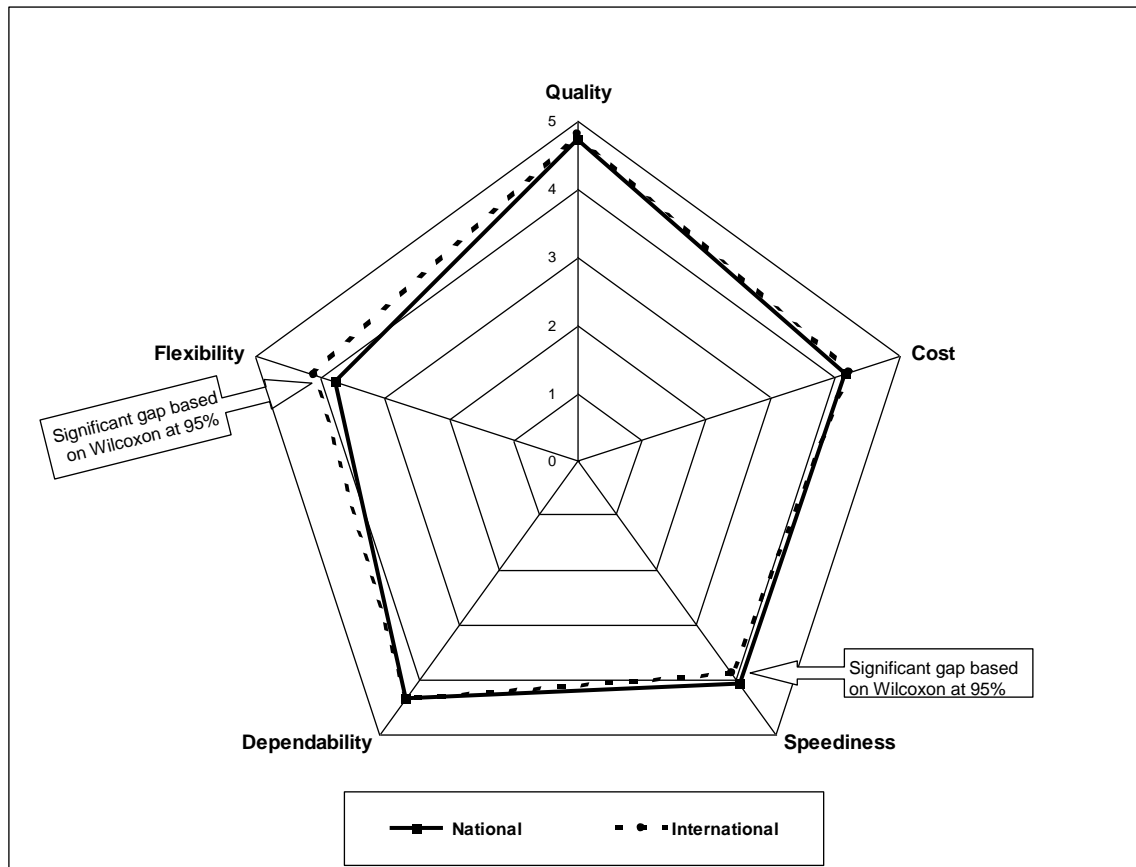 Quality
5
4
3
2
1
0
Flexibility
Cost
Significant gap based
on Wilcoxon at 95%
Significant gap based
on Wilcoxon at 95%
Dependability
Speediness
National
International